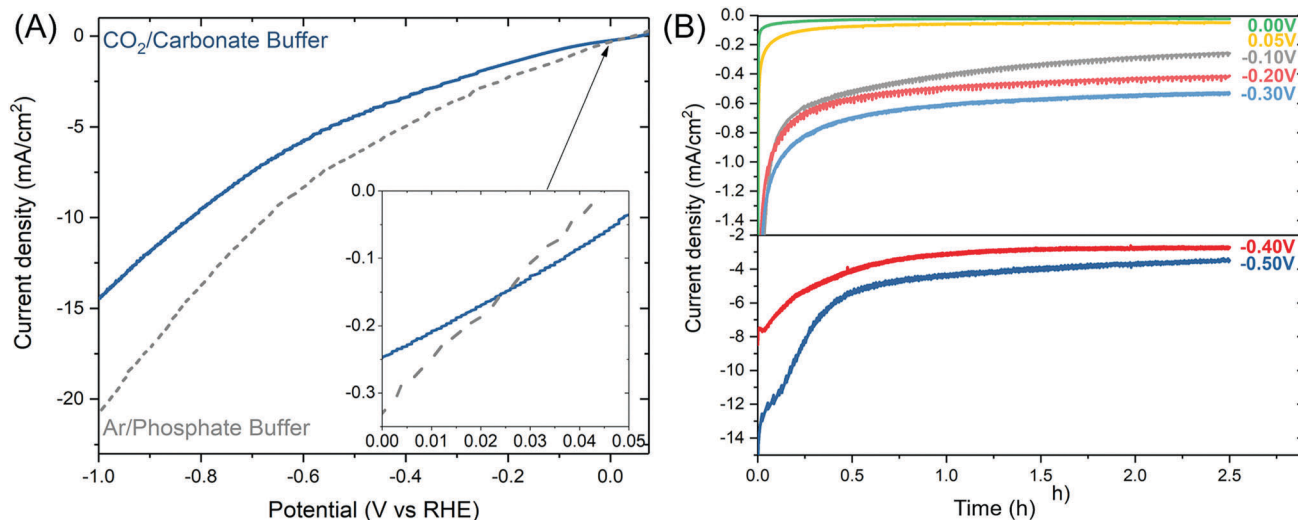 (A)
CO₂/Carbonate Buffer
Ar/Phosphate Buffer
Current density (mA/cm²)
0
-5
-10
-15
-20
-1.0 -0.8 -0.6 -0.4 -0.2 0.0
Potential (V vs RHE)
0.0
-0.1
-0.2
-0.3
0.00 0.01 0.02 0.03 0.04 0.05
(B)
Current density (mA/cm²)
0.0
-0.2
-0.4
-0.6
-0.8
-1.0
-1.2
-1.4
-2
-4
-6
-8
-10
-12
-14
0.00V
0.05V
-0.10V
-0.20V
-0.30V
-0.40V
-0.50V
0.0 0.5 1.0 1.5 2.0 2.5
h)
Time (h)